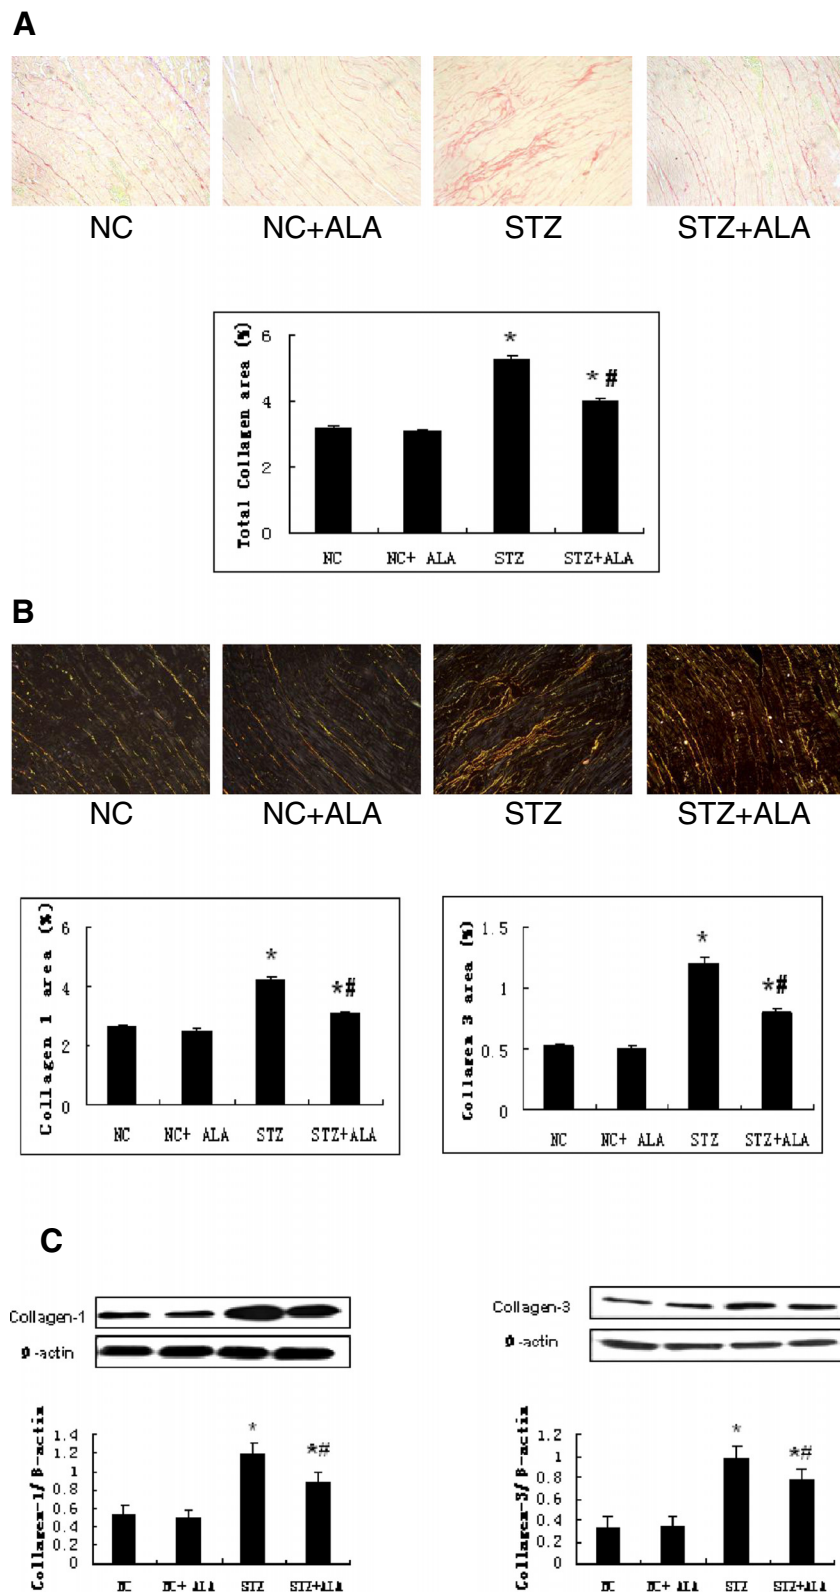 A
NC NC+ALA STZ STZ+ALA
Total Collagen area (%)
6
4
2
0
*
* #
NC NC+ ALA STZ STZ+ALA
B
NC NC+ALA STZ STZ+ALA
Collagen 1 area (%)
6
4
2
0
*
*#
NC NC+ ALA STZ STZ+ALA
Collagen 3 area (%)
1.5
1
0.5
0
*
*#
NC NC+ ALA STZ STZ+ALA
C
Collagen-1
-actin
Collagen-3
-actin
Collagen-1/β-actin
1.4
1.2
1
0.8
0.6
0.4
0.2
0
*
*#
NC NC+ ALA STZ STZ+ALA
Collagen-3/β-actin
1.2
1
0.8
0.6
0.4
0.2
0
*
*#
NC NC+ ALA STZ STZ+ALA